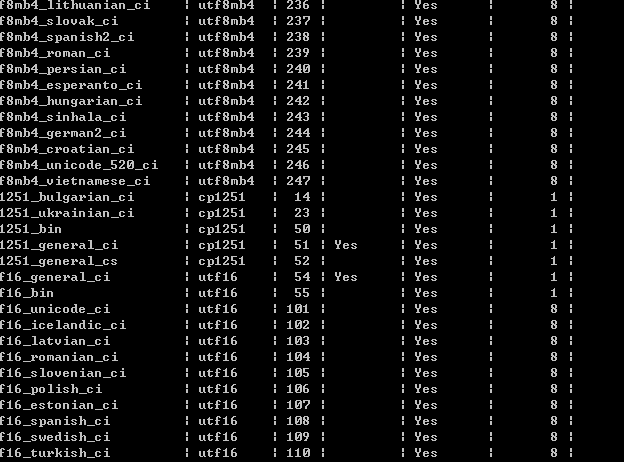 f8mb4_lithuanian_ci ¦ utf8mb4 ¦ 236 ¦ ¦ Yes ¦ 8 ¦
f8mb4_slovak_ci ¦ utf8mb4 ¦ 237 ¦ ¦ Yes ¦ 8 ¦
f8mb4_spanish2_ci ¦ utf8mb4 ¦ 238 ¦ ¦ Yes ¦ 8 ¦
f8mb4_roman_ci ¦ utf8mb4 ¦ 239 ¦ ¦ Yes ¦ 8 ¦
f8mb4_persian_ci ¦ utf8mb4 ¦ 240 ¦ ¦ Yes ¦ 8 ¦
f8mb4_esperanto_ci ¦ utf8mb4 ¦ 241 ¦ ¦ Yes ¦ 8 ¦
f8mb4_hungarian_ci ¦ utf8mb4 ¦ 242 ¦ ¦ Yes ¦ 8 ¦
f8mb4_sinhala_ci ¦ utf8mb4 ¦ 243 ¦ ¦ Yes ¦ 8 ¦
f8mb4_german2_ci ¦ utf8mb4 ¦ 244 ¦ ¦ Yes ¦ 8 ¦
f8mb4_croatian_ci ¦ utf8mb4 ¦ 245 ¦ ¦ Yes ¦ 8 ¦
f8mb4_unicode_520_ci ¦ utf8mb4 ¦ 246 ¦ ¦ Yes ¦ 8 ¦
f8mb4_vietnamese_ci ¦ utf8mb4 ¦ 247 ¦ ¦ Yes ¦ 8 ¦
1251_bulgarian_ci ¦ cp1251 ¦ 14 ¦ ¦ Yes ¦ 1 ¦
1251_ukrainian_ci ¦ cp1251 ¦ 23 ¦ ¦ Yes ¦ 1 ¦
1251_bin ¦ cp1251 ¦ 50 ¦ ¦ Yes ¦ 1 ¦
1251_general_ci ¦ cp1251 ¦ 51 ¦ Yes ¦ Yes ¦ 1 ¦
1251_general_cs ¦ cp1251 ¦ 52 ¦ ¦ Yes ¦ 1 ¦
f16_general_ci ¦ utf16 ¦ 54 ¦ Yes ¦ Yes ¦ 1 ¦
f16_bin ¦ utf16 ¦ 55 ¦ ¦ Yes ¦ 1 ¦
f16_unicode_ci ¦ utf16 ¦ 101 ¦ ¦ Yes ¦ 8 ¦
f16_icelandic_ci ¦ utf16 ¦ 102 ¦ ¦ Yes ¦ 8 ¦
f16_latvian_ci ¦ utf16 ¦ 103 ¦ ¦ Yes ¦ 8 ¦
f16_romanian_ci ¦ utf16 ¦ 104 ¦ ¦ Yes ¦ 8 ¦
f16_slovenian_ci ¦ utf16 ¦ 105 ¦ ¦ Yes ¦ 8 ¦
f16_polish_ci ¦ utf16 ¦ 106 ¦ ¦ Yes ¦ 8 ¦
f16_estonian_ci ¦ utf16 ¦ 107 ¦ ¦ Yes ¦ 8 ¦
f16_spanish_ci ¦ utf16 ¦ 108 ¦ ¦ Yes ¦ 8 ¦
f16_swedish_ci ¦ utf16 ¦ 109 ¦ ¦ Yes ¦ 8 ¦
f16_turkish_ci ¦ utf16 ¦ 110 ¦ ¦ Yes ¦ 8 ¦